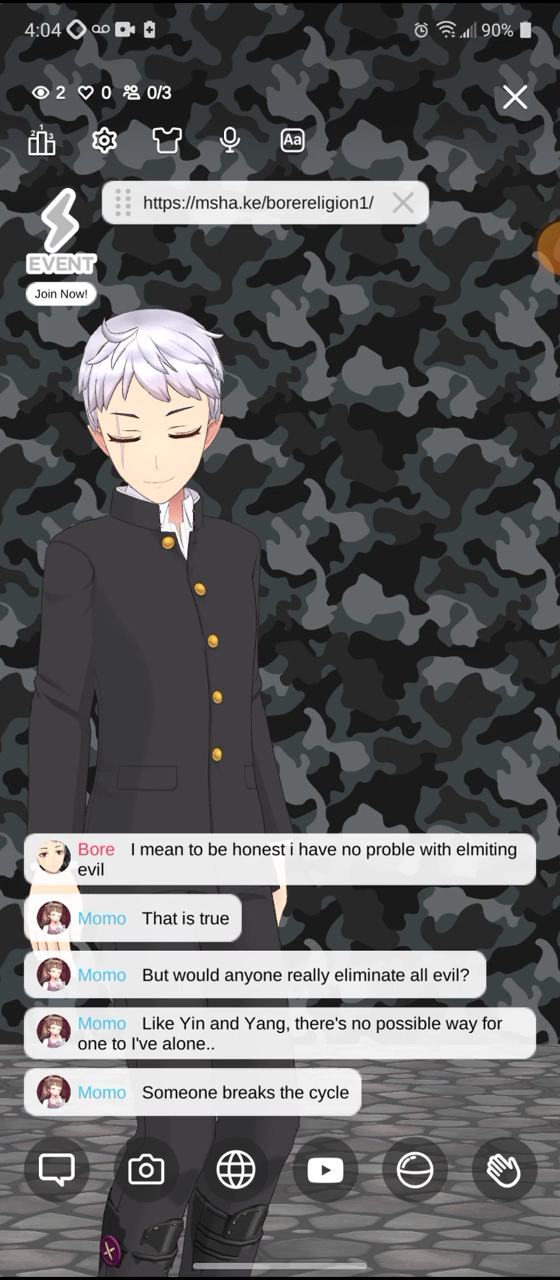 4:04 90%
2 0 0/3
2 1 3 Aa
https://msha.ke/borereligion1/
EVENT
Join Now!
Bore I mean to be honest i have no proble with elmiting
evil
Momo That is true
Momo But would anyone really eliminate all evil?
Momo Like Yin and Yang, there's no possible way for
one to I've alone..
Momo Someone breaks the cycle